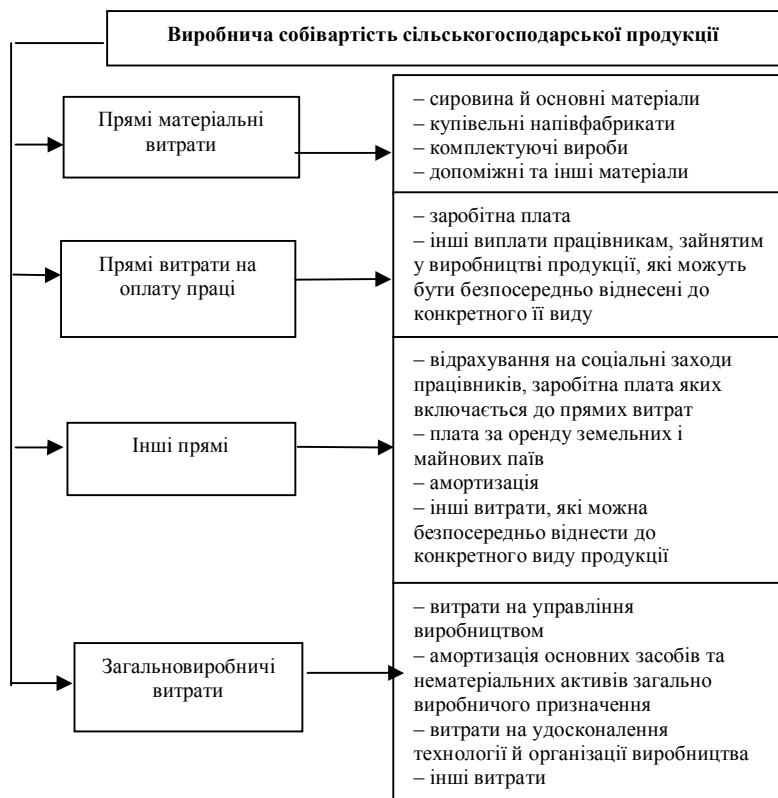 Виробнича собівартість сільськогосподарської продукції
Прямі матеріальні
витрати
– сировина й основні матеріали
– купівельні напівфабрикати
– комплектуючі вироби
– допоміжні та інші матеріали
Прямі витрати на
оплату праці
– заробітна плата
– інші виплати працівникам, зайнятим
у виробництві продукції, які можуть
бути безпосередньо віднесені до
конкретного її виду
Інші прямі
– відрахування на соціальні заходи
працівників, заробітна плата яких
включається до прямих витрат
– плата за оренду земельних і
майнових паїв
– амортизація
– інші витрати, які можна
безпосередньо віднести до
конкретного виду продукції
Загальновиробничі
витрати
– витрати на управління
виробництвом
– амортизація основних засобів та
нематеріальних активів загально
виробничого призначення
– витрати на удосконалення
технології й організації виробництва
– інші витрати